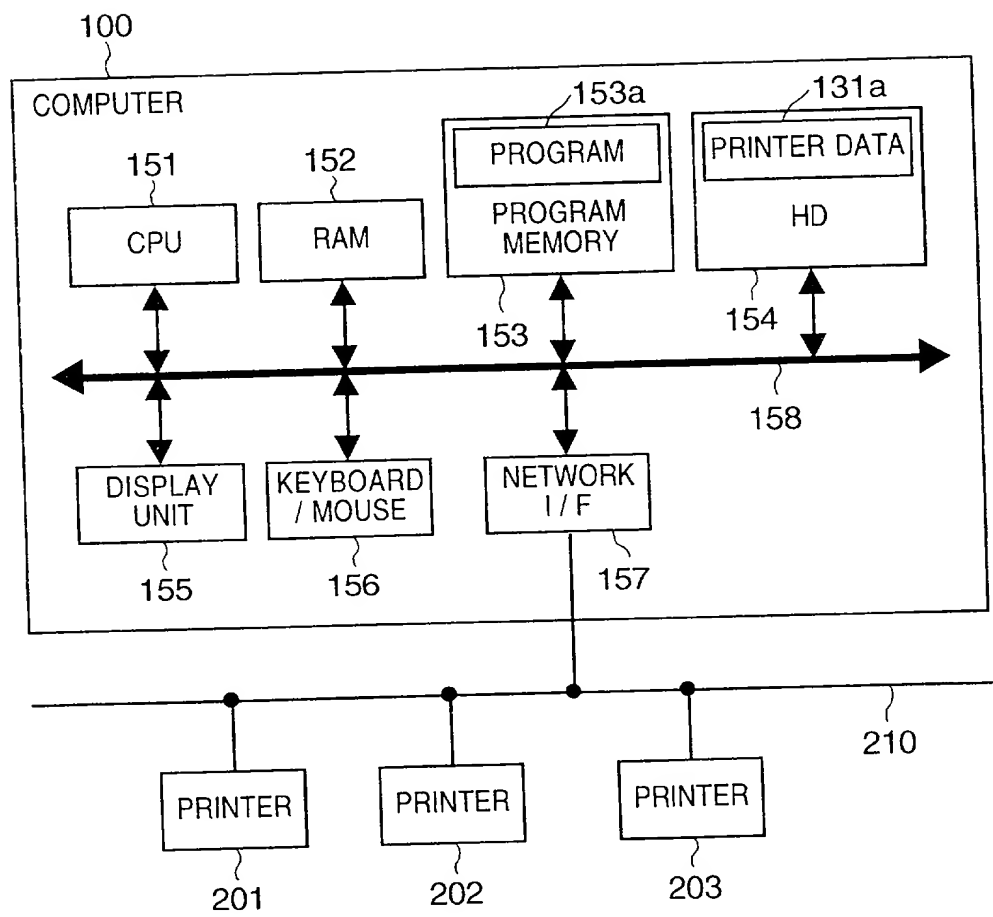 100
COMPUTER
153a
131a
PROGRAM
PRINTER DATA
151
152
CPU
RAM
PROGRAM
MEMORY
HD
153
154
158
DISPLAY
UNIT
KEYBOARD
/ MOUSE
NETWORK
I / F
155
156
157
210
PRINTER
PRINTER
PRINTER
201
202
203